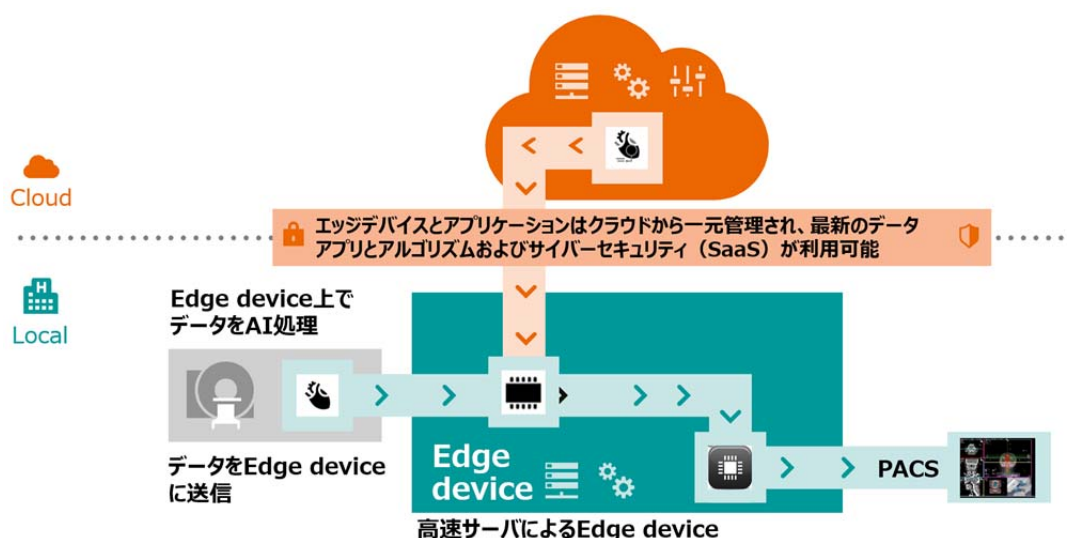 Cloud
エッジデバイスとアプリケーションはクラウドから一元管理され、最新のデータ
アプリとアルゴリズムおよびサイバーセキュリティ（SaaS）が利用可能
H
Local
Edge device上で
データをAI処理
データをEdge device
に送信
Edge
device
PACS
高速サーバによるEdge device